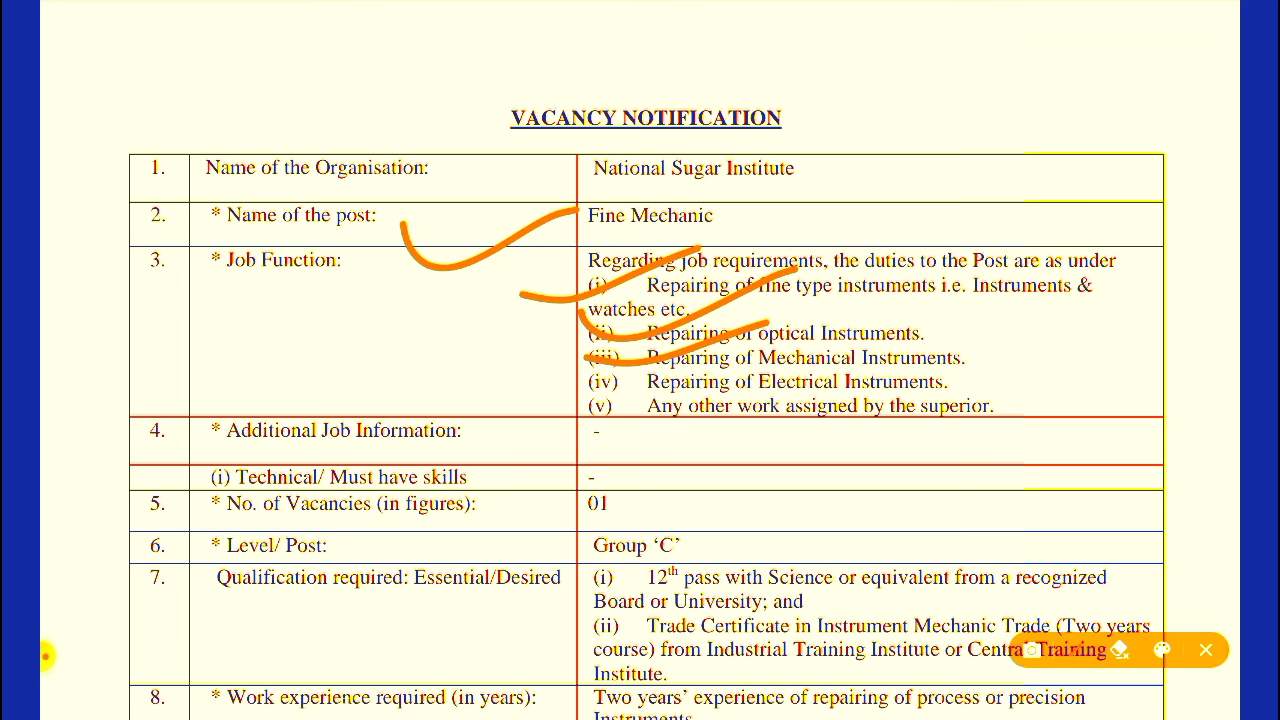 VACANCY NOTIFICATION
1. Name of the Organisation: National Sugar Institute
2. * Name of the post: Fine Mechanic
3. * Job Function: Regarding job requirements, the duties to the Post are as under
(i) Repairing of fine type instruments i.e. Instruments &
watches etc.
(ii) Repairing of optical Instruments.
(iii) Repairing of Mechanical Instruments.
(iv) Repairing of Electrical Instruments.
(v) Any other work assigned by the superior.
4. * Additional Job Information: -
(i) Technical/ Must have skills -
5. * No. of Vacancies (in figures): 01
6. * Level/ Post: Group ‘C’
7. Qualification required: Essential/Desired (i) 12th pass with Science or equivalent from a recognized
Board or University; and
(ii) Trade Certificate in Instrument Mechanic Trade (Two years
course) from Industrial Training Institute or Central Training
Institute.
8. * Work experience required (in years): Two years’ experience of repairing of process or precision
Instruments